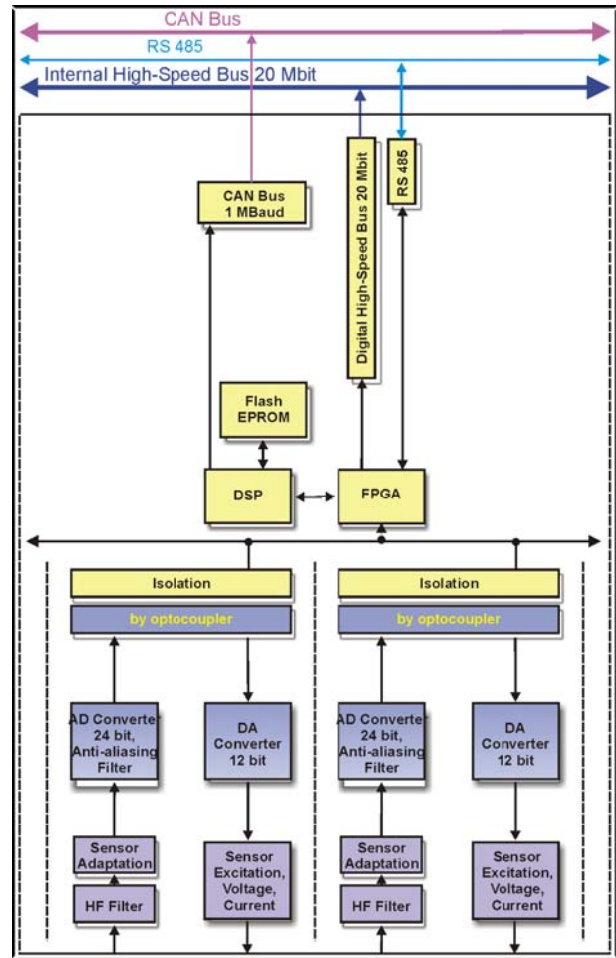 CAN Bus
RS 485
Internal High-Speed Bus 20 Mbit
CAN Bus
1 MBaud
Digital High-Speed Bus 20 Mbit
RS 485
Flash
EPROM
DSP
FPGA
Isolation
by optocoupler
Isolation
by optocoupler
AD Converter
24 bit,
Anti-aliasing
Filter
DA
Converter
12 bit
AD Converter
24 bit,
Anti-aliasing
Filter
DA
Converter
12 bit
Sensor
Adaptation
HF Filter
Sensor
Excitation,
Voltage,
Current
Sensor
Adaptation
HF Filter
Sensor
Excitation,
Voltage,
Current